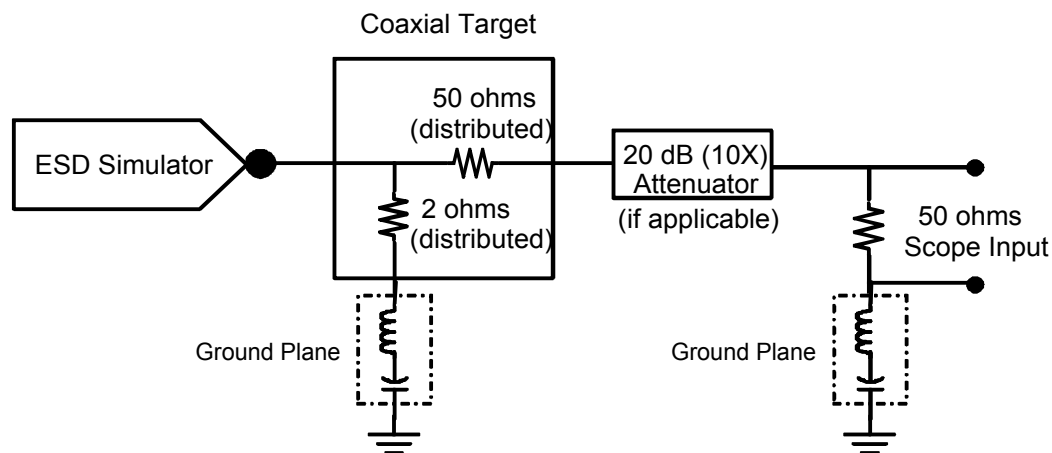 Coaxial Target
50 ohms
(distributed)
ESD Simulator
20 dB (10X)
Attenuator
(if applicable)
2 ohms
(distributed)
50 ohms
Scope Input
Ground Plane
Ground Plane